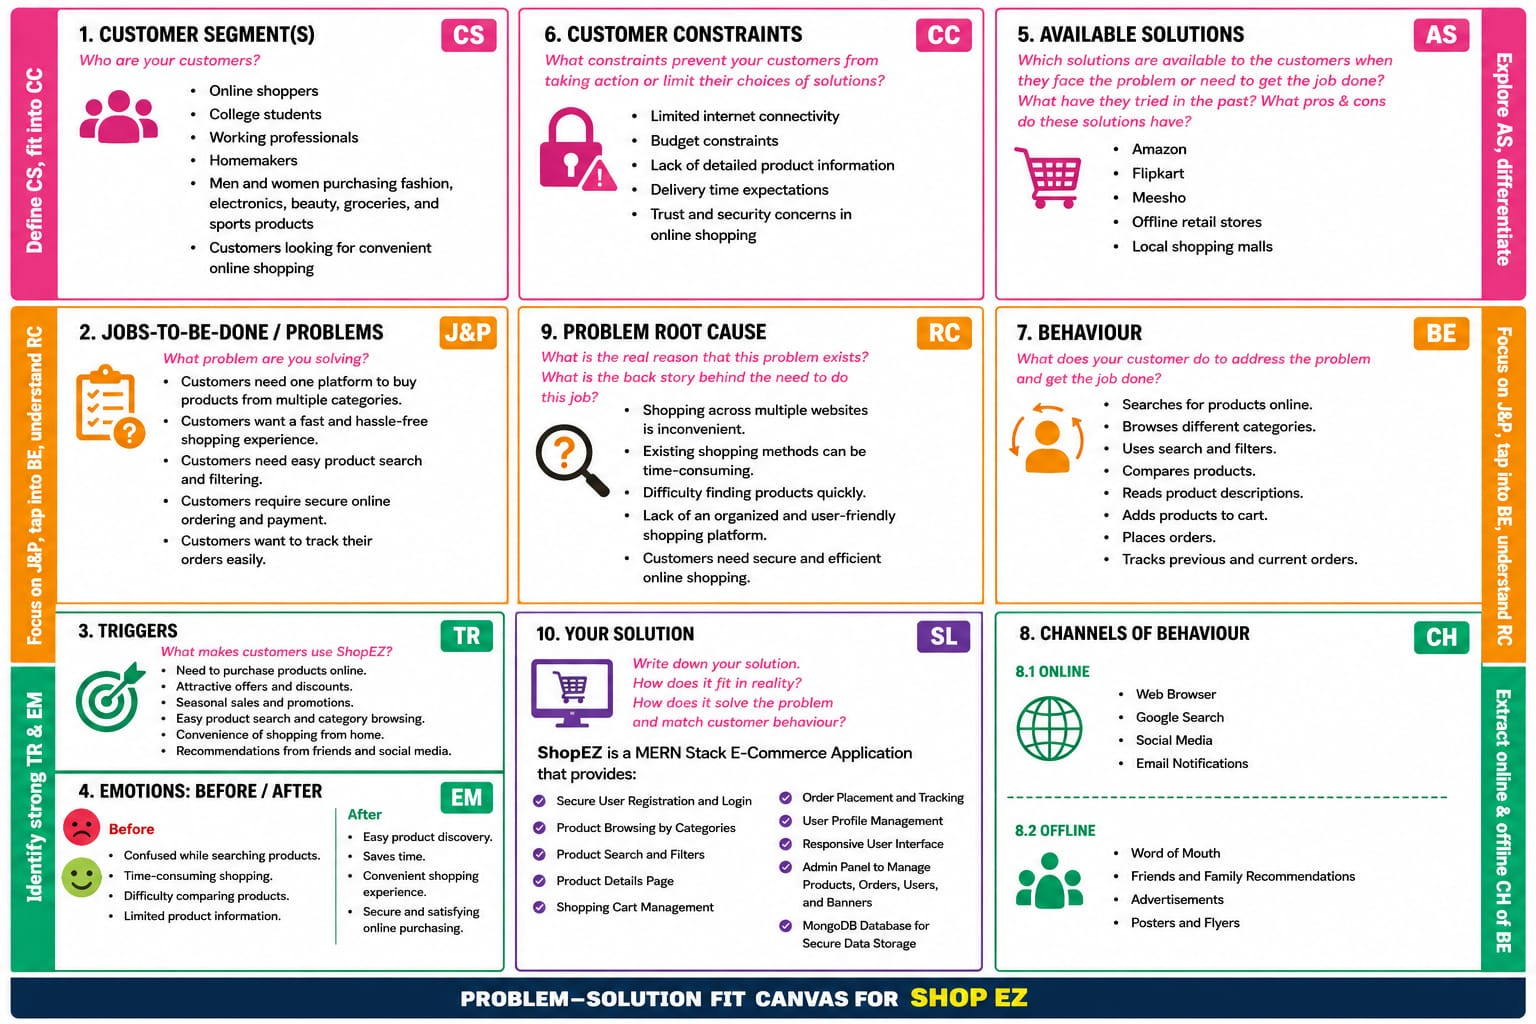 Define CS, fit into CC
1. CUSTOMER SEGMENT(S)
CS
Who are your customers?
• Online shoppers
• College students
• Working professionals
• Homemakers
• Men and women purchasing fashion,
electronics, beauty, groceries, and
sports products
• Customers looking for convenient
online shopping
6. CUSTOMER CONSTRAINTS
CC
What constraints prevent your customers from
taking action or limit their choices of solutions?
• Limited internet connectivity
• Budget constraints
• Lack of detailed product information
• Delivery time expectations
• Trust and security concerns in
online shopping
5. AVAILABLE SOLUTIONS
AS
Which solutions are available to the customers when
they face the problem or need to get the job done?
What have they tried in the past? What pros & cons
do these solutions have?
• Amazon
• Flipkart
• Meesho
• Offline retail stores
• Local shopping malls
Explore AS, differentiate
Focus on J&P, tap into BE, understand RC
2. JOBS-TO-BE-DONE / PROBLEMS
J&P
What problem are you solving?
• Customers need one platform to buy
products from multiple categories.
• Customers want a fast and hassle-free
shopping experience.
• Customers need easy product search
and filtering.
• Customers require secure online
ordering and payment.
• Customers want to track their
orders easily.
9. PROBLEM ROOT CAUSE
RC
What is the real reason that this problem exists?
What is the back story behind the need to do
this job?
?
• Shopping across multiple websites
is inconvenient.
• Existing shopping methods can be
time-consuming.
• Difficulty finding products quickly.
• Lack of an organized and user-friendly
shopping platform.
• Customers need secure and efficient
online shopping.
7. BEHAVIOUR
BE
What does your customer do to address the problem
and get the job done?
• Searches for products online.
• Browses different categories.
• Uses search and filters.
• Compares products.
• Reads product descriptions.
• Adds products to cart.
• Places orders.
• Tracks previous and current orders.
Focus on J&P, tap into BE, understand RC
Identify strong TR & EM
3. TRIGGERS
TR
What makes customers use ShopEZ?
• Need to purchase products online.
• Attractive offers and discounts.
• Seasonal sales and promotions.
• Easy product search and category browsing.
• Convenience of shopping from home.
• Recommendations from friends and social media.
4. EMOTIONS: BEFORE / AFTER
EM
Before
• Confused while searching products.
• Time-consuming shopping.
• Difficulty comparing products.
• Limited product information.
After
• Easy product discovery.
• Saves time.
• Convenient shopping
experience.
• Secure and satisfying
online purchasing.
10. YOUR SOLUTION
SL
Write down your solution.
How does it fit in reality?
How does it solve the problem
and match customer behaviour?
ShopEZ is a MERN Stack E-Commerce Application
that provides:
Secure User Registration and Login
Product Browsing by Categories
Product Search and Filters
Product Details Page
Shopping Cart Management
Order Placement and Tracking
User Profile Management
Responsive User Interface
Admin Panel to Manage
Products, Orders, Users,
and Banners
MongoDB Database for
Secure Data Storage
8. CHANNELS OF BEHAVIOUR
CH
8.1 ONLINE
• Web Browser
• Google Search
• Social Media
• Email Notifications
8.2 OFFLINE
• Word of Mouth
• Friends and Family Recommendations
• Advertisements
• Posters and Flyers
Extract online & offline CH of BE
PROBLEM–SOLUTION FIT CANVAS FOR SHOP EZ